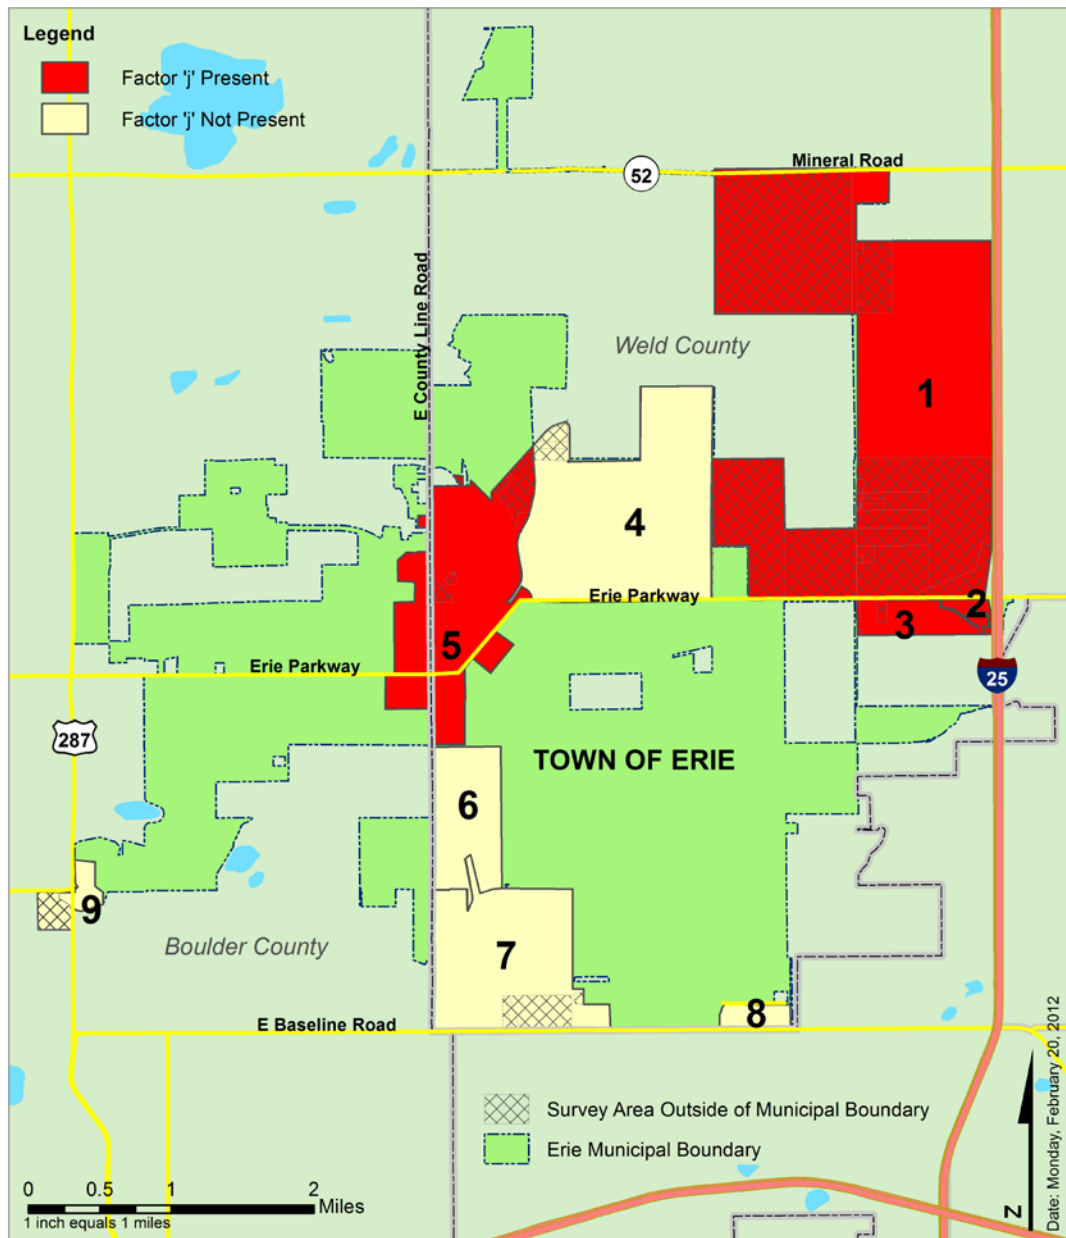 Legend
Factor 'j' Present
Factor 'j' Not Present
Mineral Road
52
E County Line Road
Weld County
1
4
Erie Parkway
2
3
5
Erie Parkway
25
287
TOWN OF ERIE
6
9
Boulder County
7
8
E Baseline Road
Survey Area Outside of Municipal Boundary
Erie Municipal Boundary
0 0.5 1 2
Miles
1 inch equals 1 miles
Z
Date: Monday, February 20, 2012